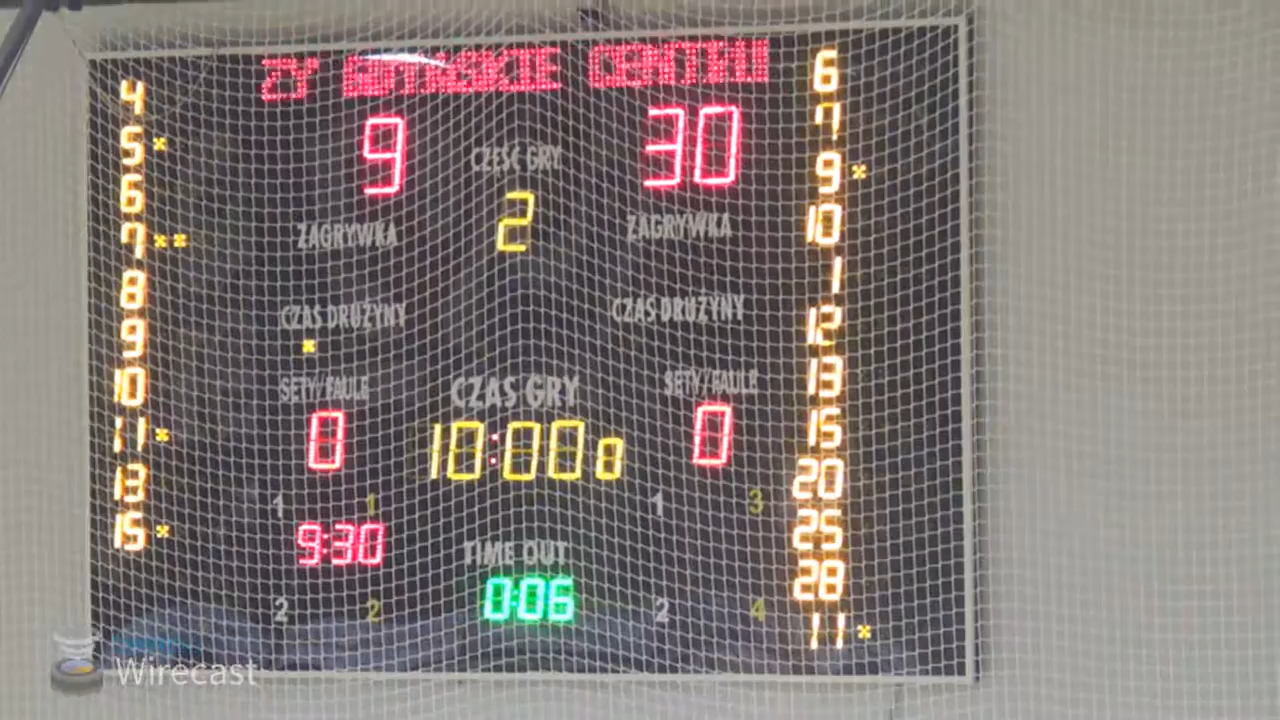 9 30
CZĘŚĆ GRY
2
ZAGRYWKA ZAGRYWKA
CZAS DRUŻYNY CZAS DRUŻYNY
SETY/FAULE SETY/FAULE
CZAS GRY
0 10:00 0 0
1 1 1 3
9:30
TIME OUT
0:06
2 2 2 4
4
5
6
7
8
9
10
11
13
15
6
7
9
10
1
12
13
15
20
25
28
11
Wirecast